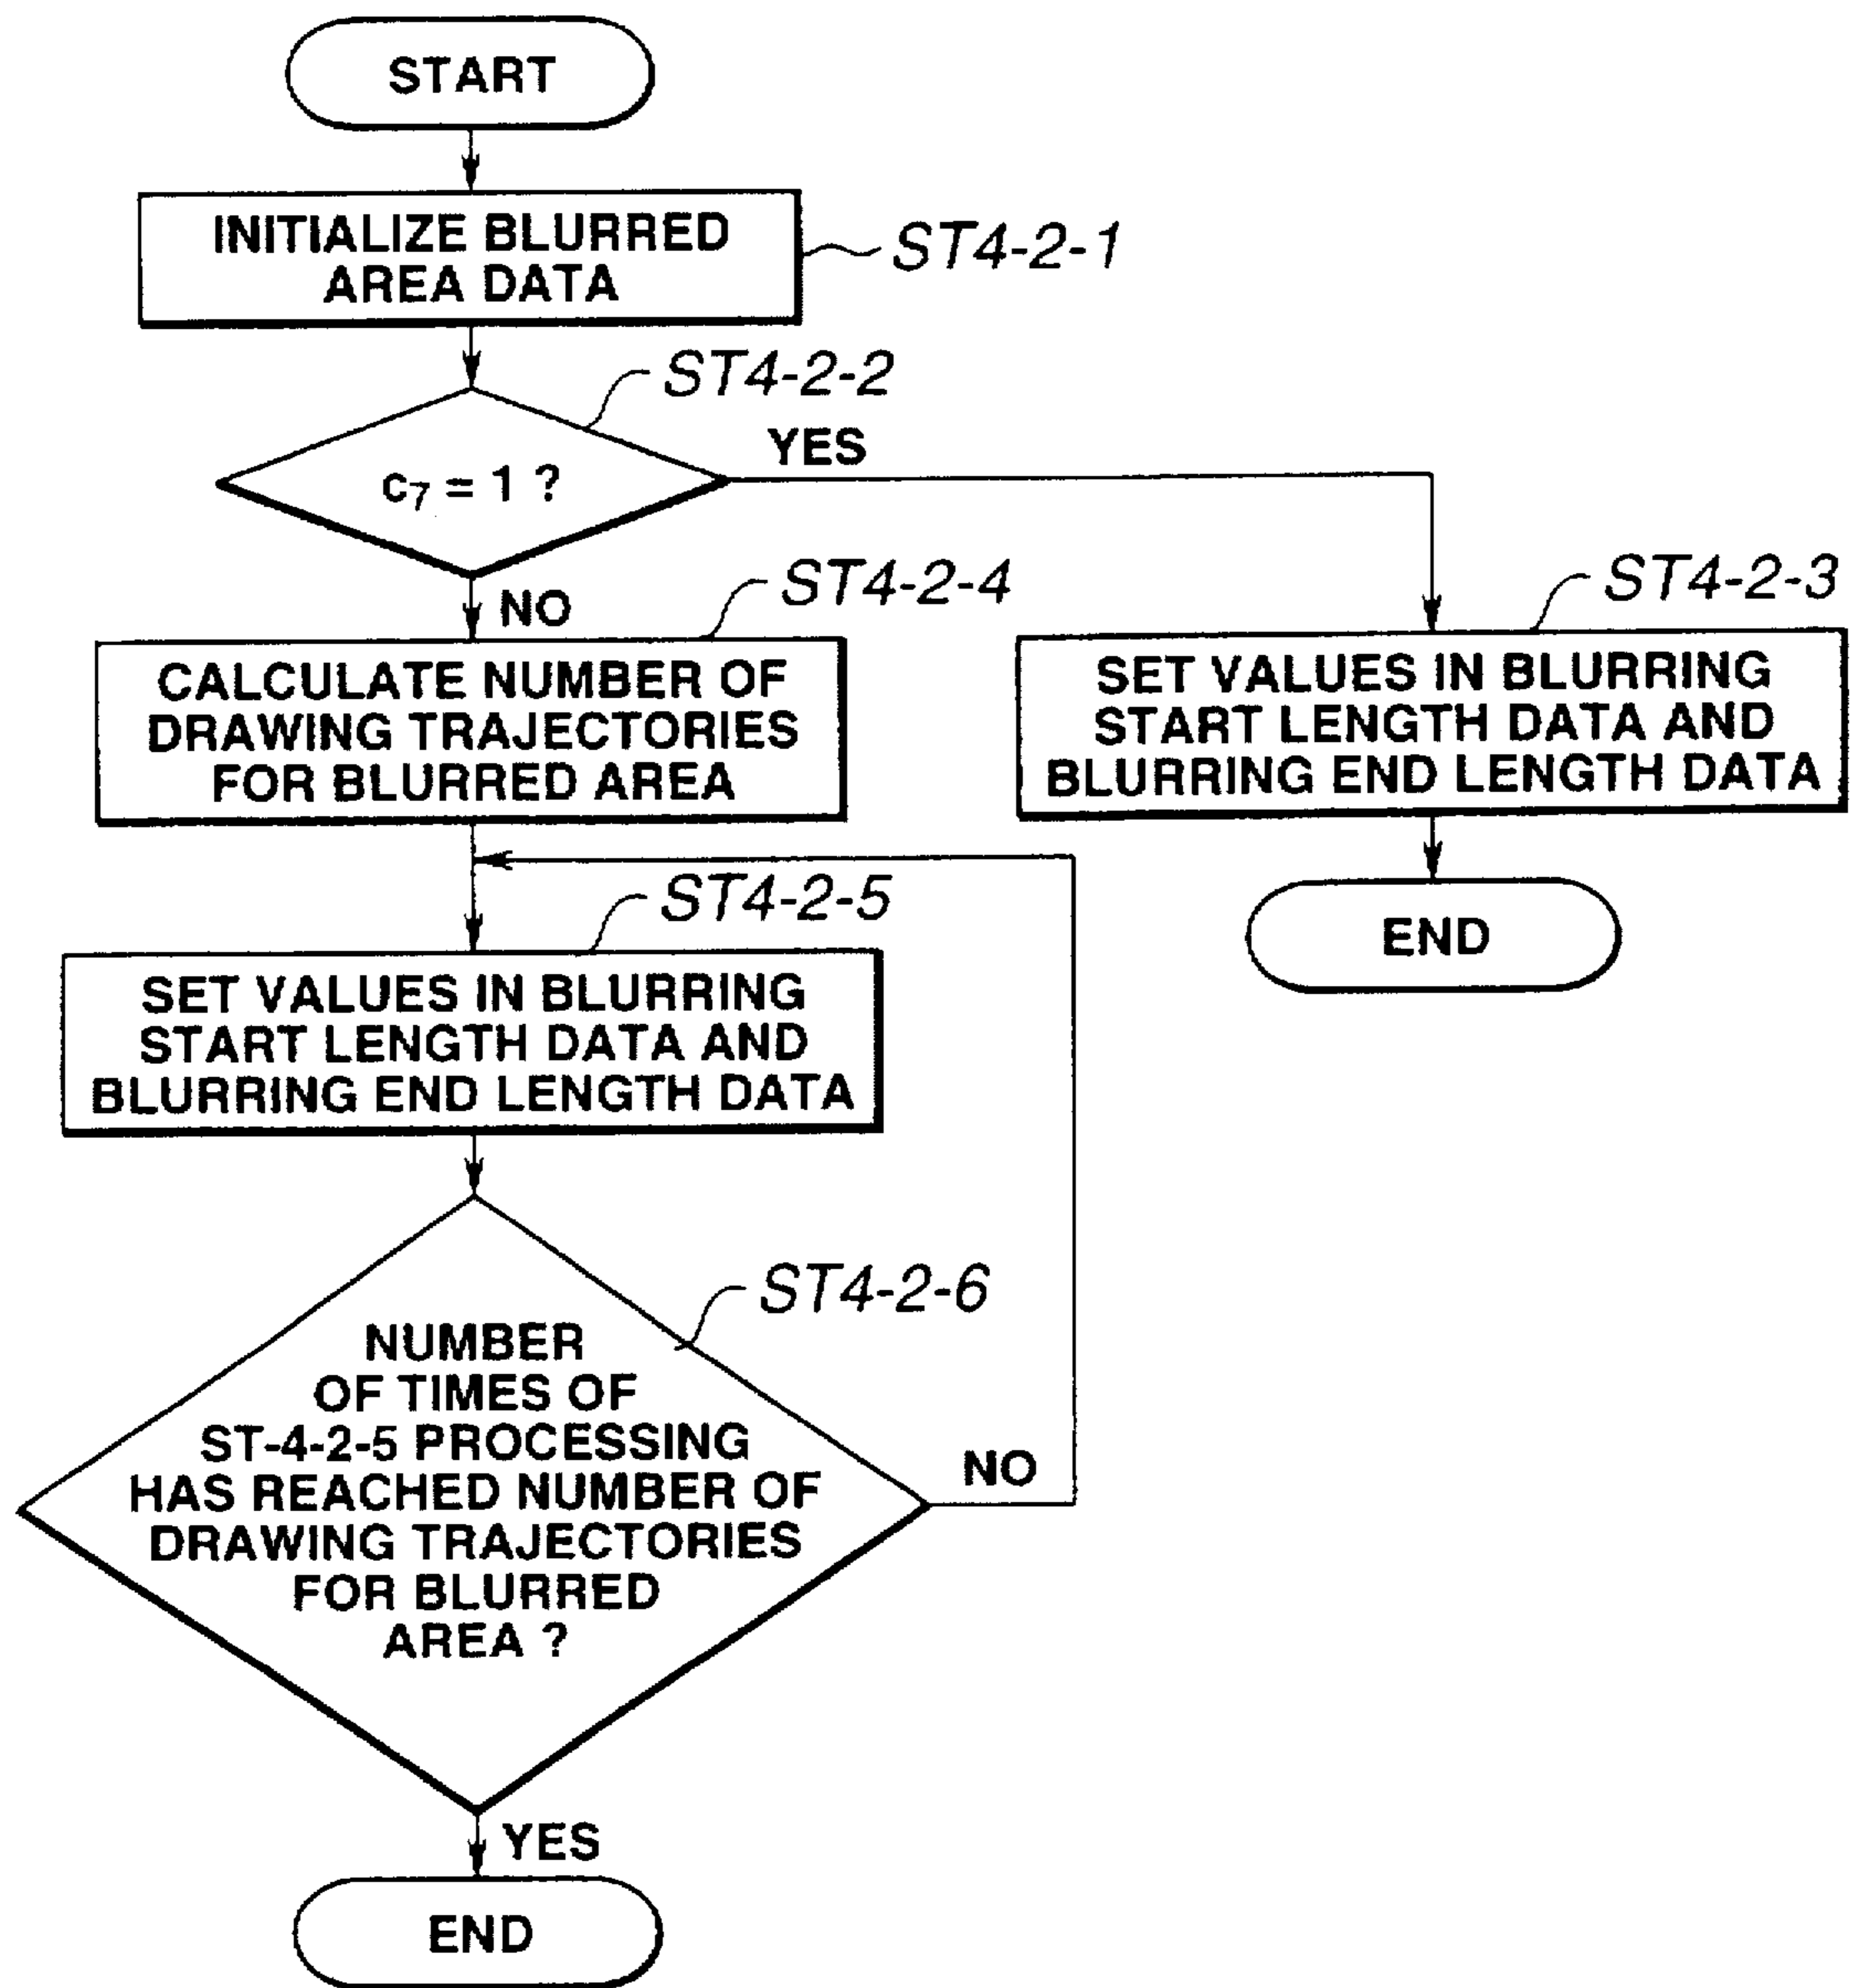 START
INITIALIZE BLURRED
AREA DATA
ST4-2-1
ST4-2-2
c₇ = 1 ?
YES
NO
ST4-2-4
CALCULATE NUMBER OF
DRAWING TRAJECTORIES
FOR BLURRED AREA
ST4-2-3
SET VALUES IN BLURRING
START LENGTH DATA AND
BLURRING END LENGTH DATA
END
ST4-2-5
SET VALUES IN BLURRING
START LENGTH DATA AND
BLURRING END LENGTH DATA
ST4-2-6
NUMBER
OF TIMES OF
ST-4-2-5 PROCESSING
HAS REACHED NUMBER OF
DRAWING TRAJECTORIES
FOR BLURRED
AREA ?
NO
YES
END